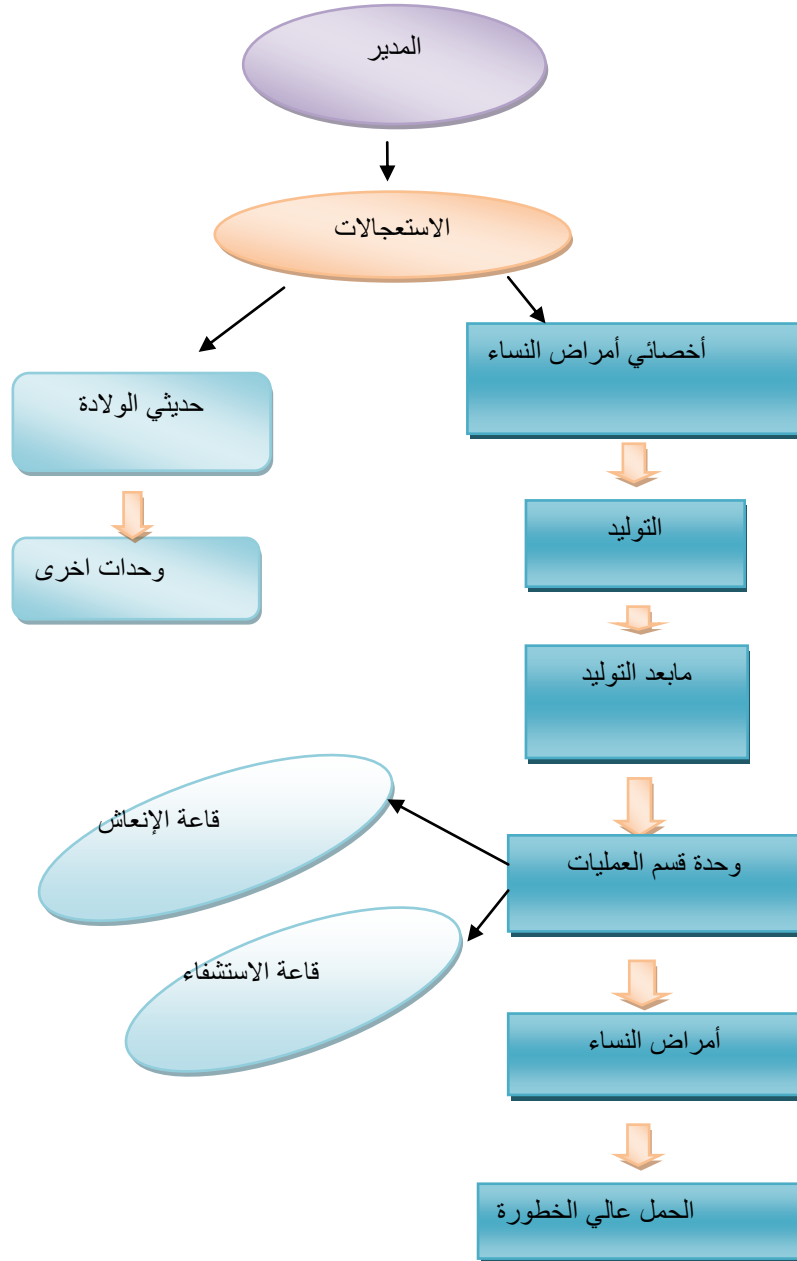 المدير
الاستعجالات
أخصائي أمراض النساء
حديثي الولادة
التوليد
وحدات اخرى
مابعد التوليد
قاعة الإنعاش
وحدة قسم العمليات
قاعة الاستشفاء
أمراض النساء
الحمل عالي الخطورة